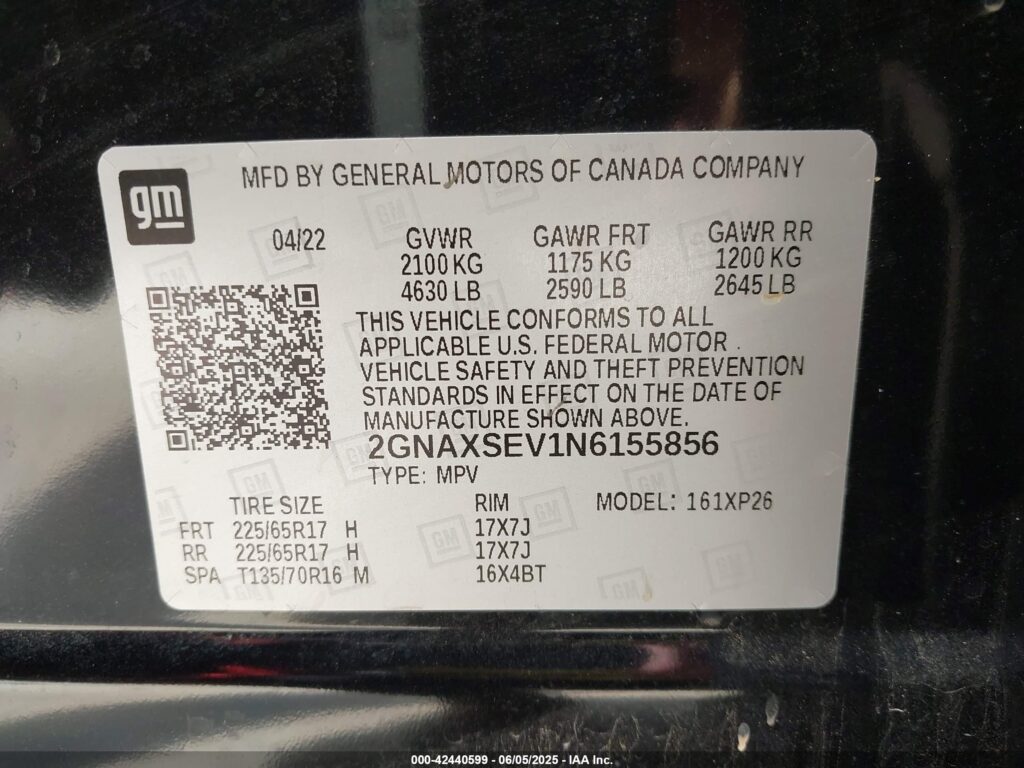 MFD BY GENERAL MOTORS OF CANADA COMPANY
gm
04/22 GVWR GAWR FRT GAWR RR
2100 KG 1175 KG 1200 KG
4630 LB 2590 LB 2645 LB
THIS VEHICLE CONFORMS TO ALL
APPLICABLE U.S. FEDERAL MOTOR
VEHICLE SAFETY AND THEFT PREVENTION
STANDARDS IN EFFECT ON THE DATE OF
MANUFACTURE SHOWN ABOVE.
2GNAXSEV1N6155856
TYPE: MPV
TIRE SIZE RIM MODEL: 161XP26
FRT 225/65R17 H 17X7J
RR 225/65R17 H 17X7J
SPA T135/70R16 M 16X4BT
000-42440599 - 06/05/2025 - IAA Inc.